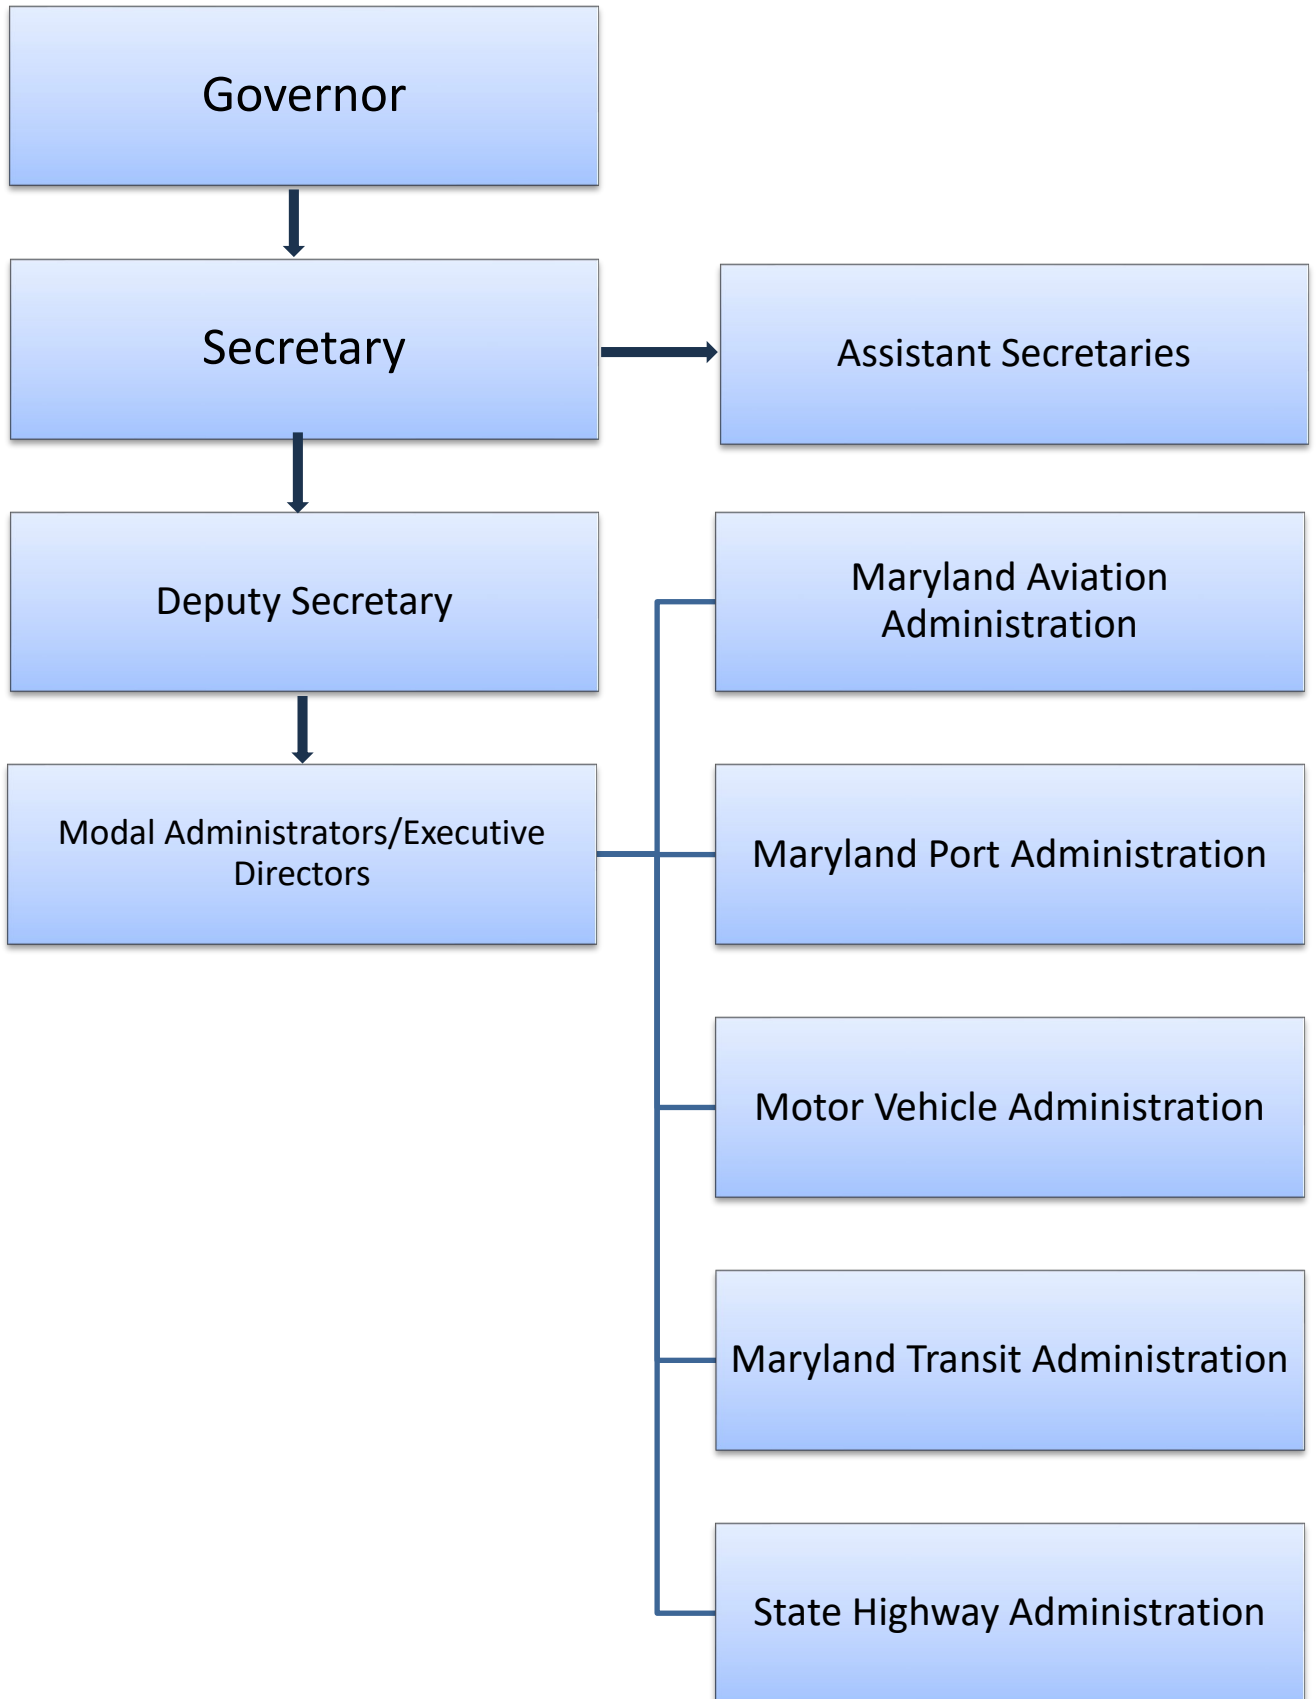 Governor
Secretary
Assistant Secretaries
Deputy Secretary
Maryland Aviation
Administration
Modal Administrators/Executive
Directors
Maryland Port Administration
Motor Vehicle Administration
Maryland Transit Administration
State Highway Administration